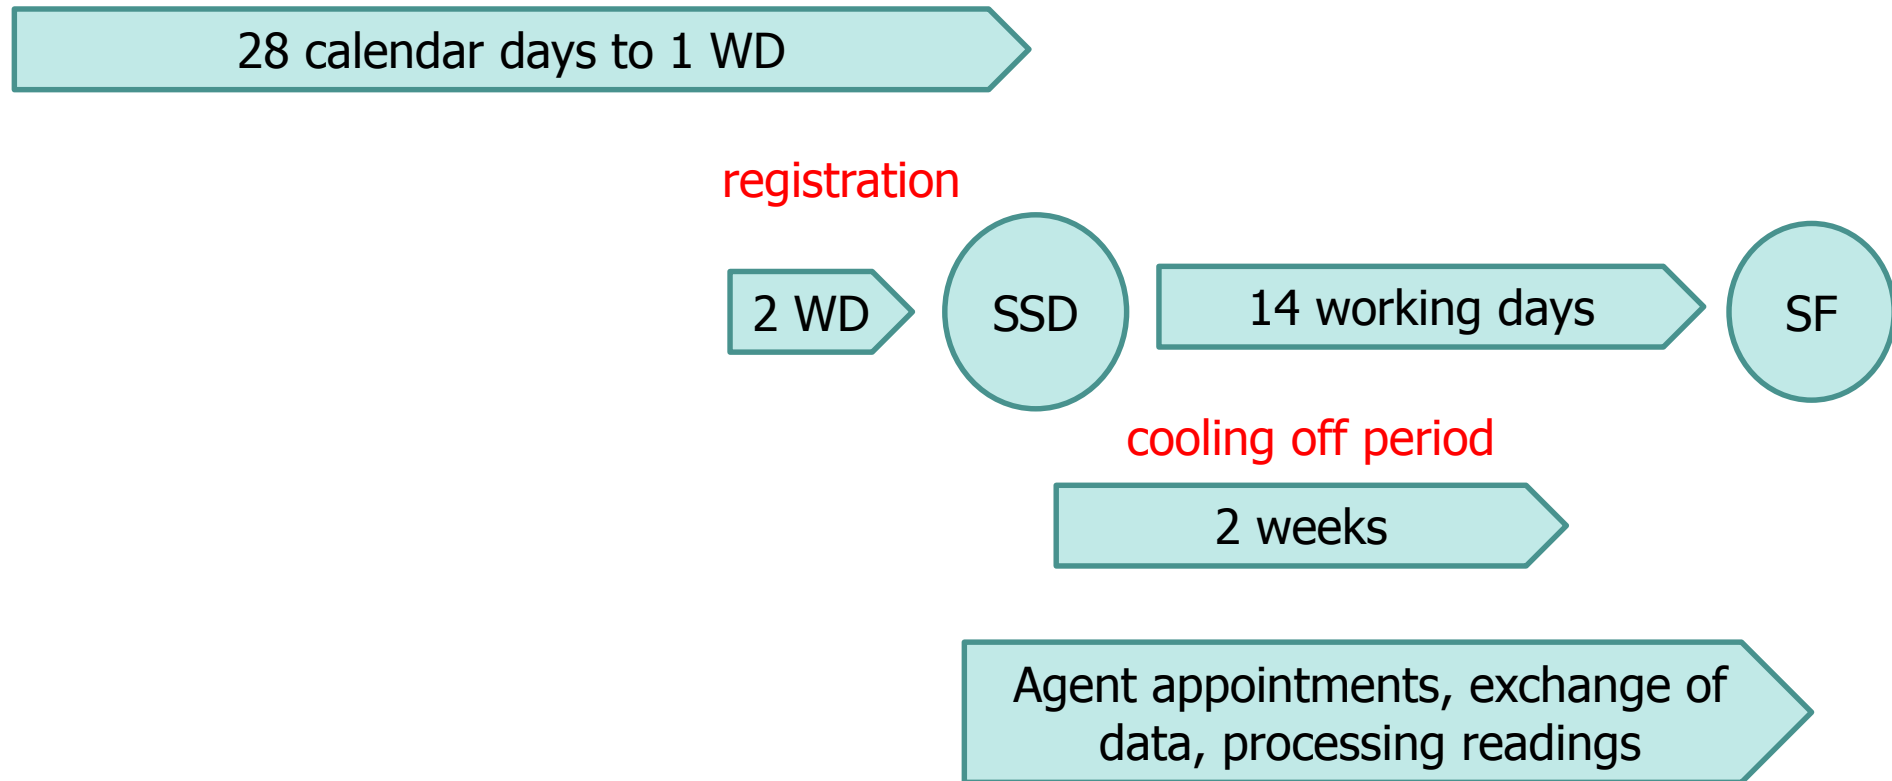 28 calendar days to 1 WD
registration
2 WD
SSD
14 working days
SF
cooling off period
2 weeks
Agent appointments, exchange of
data, processing readings